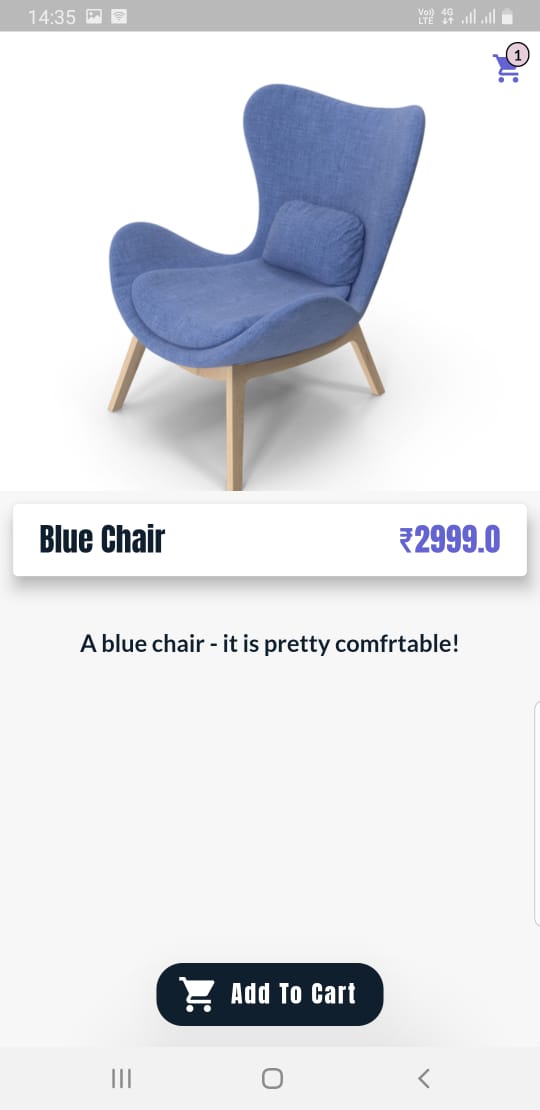 14:35
Vo)) 4G
LTE
1
Blue Chair
₹2999.0
A blue chair - it is pretty comfrtable!
Add To Cart